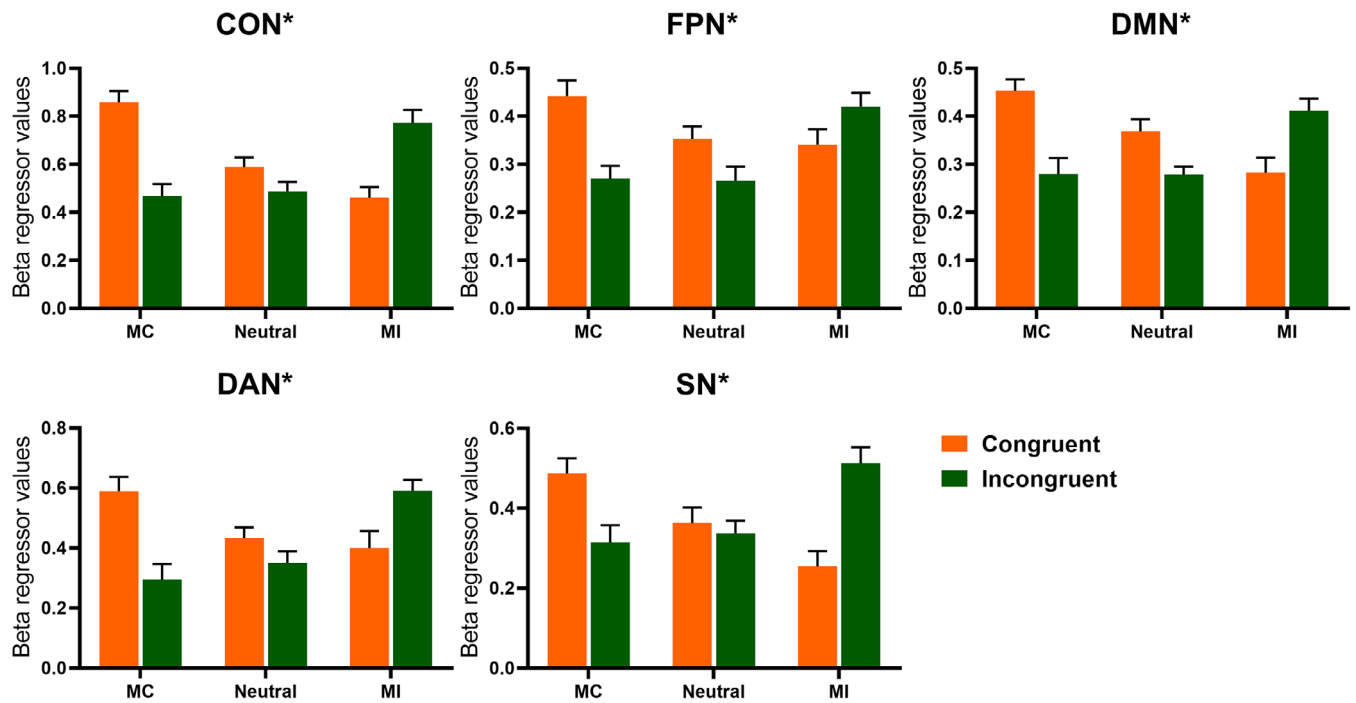 CON*
Beta regressor values
1.0
0.8
0.6
0.4
0.2
0.0
MC Neutral MI
FPN*
Beta regressor values
0.5
0.4
0.3
0.2
0.1
0.0
MC Neutral MI
DMN*
Beta regressor values
0.5
0.4
0.3
0.2
0.1
0.0
MC Neutral MI
DAN*
Beta regressor values
0.8
0.6
0.4
0.2
0.0
MC Neutral MI
SN*
Beta regressor values
0.6
0.4
0.2
0.0
MC Neutral MI
Congruent
Incongruent